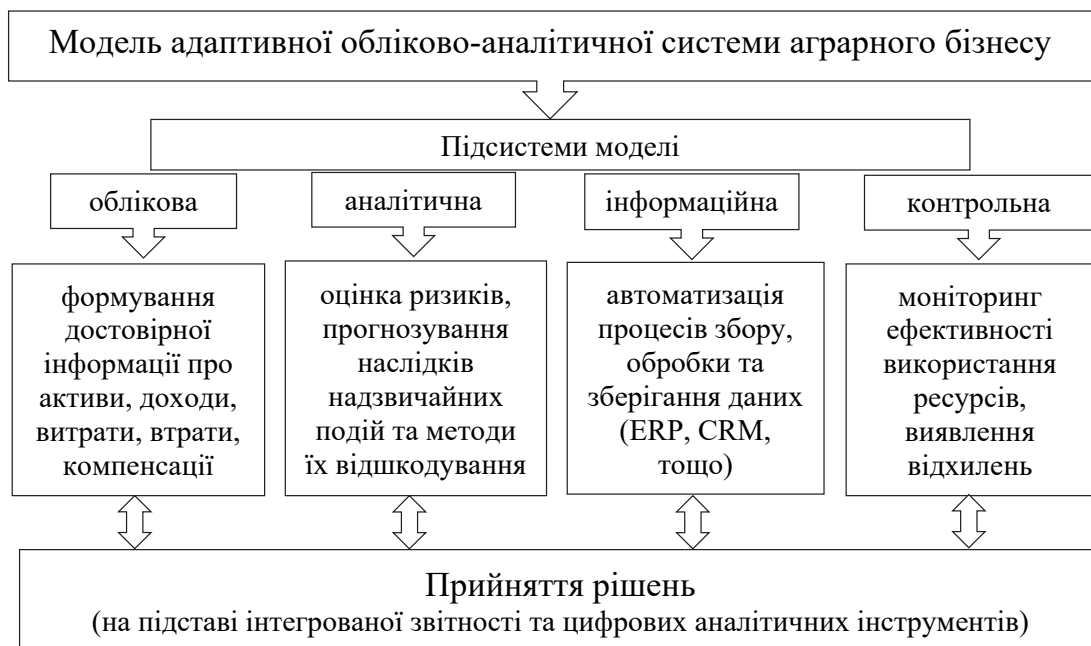 Модель адаптивної обліково-аналітичної системи аграрного бізнесу
Підсистеми моделі
облікова
аналітична
інформаційна
контрольна
формування
достовірної
інформації про
активи, доходи,
витрати, втрати,
компенсації
оцінка ризиків,
прогнозування
наслідків
надзвичайних
подій та методи
їх відшкодування
автоматизація
процесів збору,
обробки та
зберігання даних
(ERP, CRM,
тощо)
моніторинг
ефективності
використання
ресурсів,
виявлення
відхилень
Прийняття рішень
(на підставі інтегрованої звітності та цифрових аналітичних інструментів)